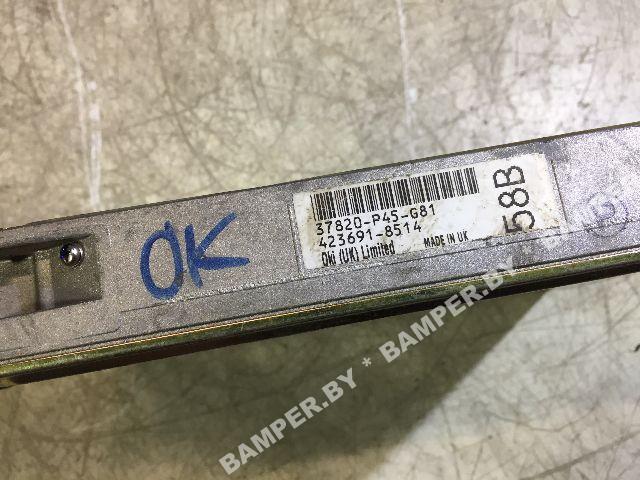 OK
37820-P45-G81
423691-8514
Oki (UK) Limited MADE IN UK
58B
BAMPER.BY * BAMPER.BY